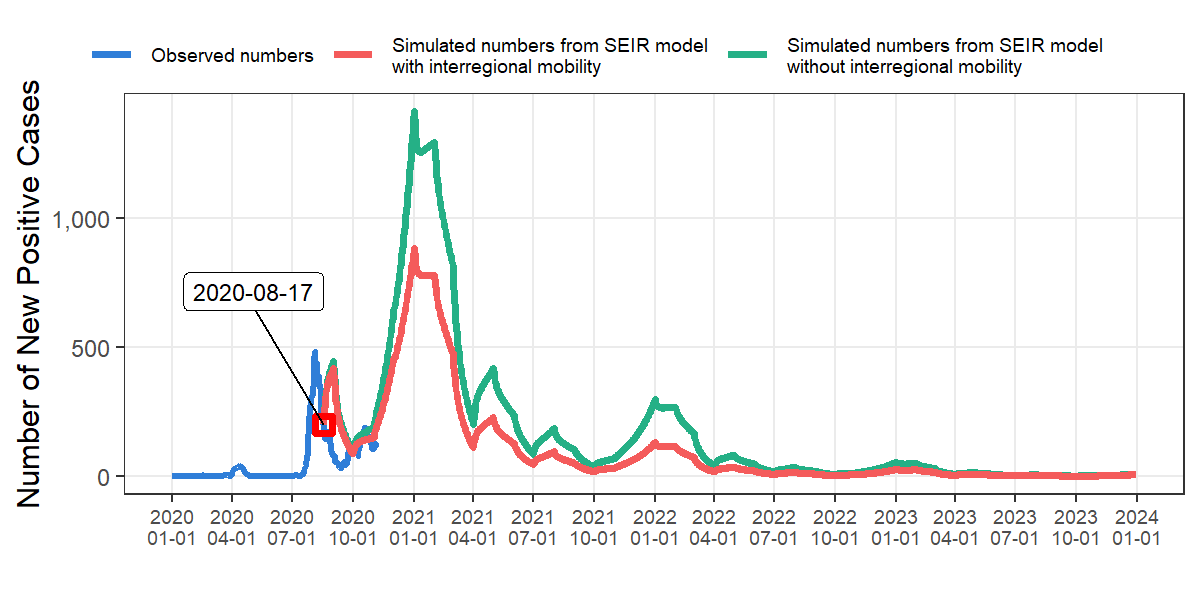 Observed numbers
Simulated numbers from SEIR model
with interregional mobility
Simulated numbers from SEIR model
without interregional mobility
Number of New Positive Cases
1,000
500
0
2020-08-17
2020 2020 2020 2020 2021 2021 2021 2021 2022 2022 2022 2022 2023 2023 2023 2023 2024
01-01 04-01 07-01 10-01 01-01 04-01 07-01 10-01 01-01 04-01 07-01 10-01 01-01 04-01 07-01 10-01 01-01